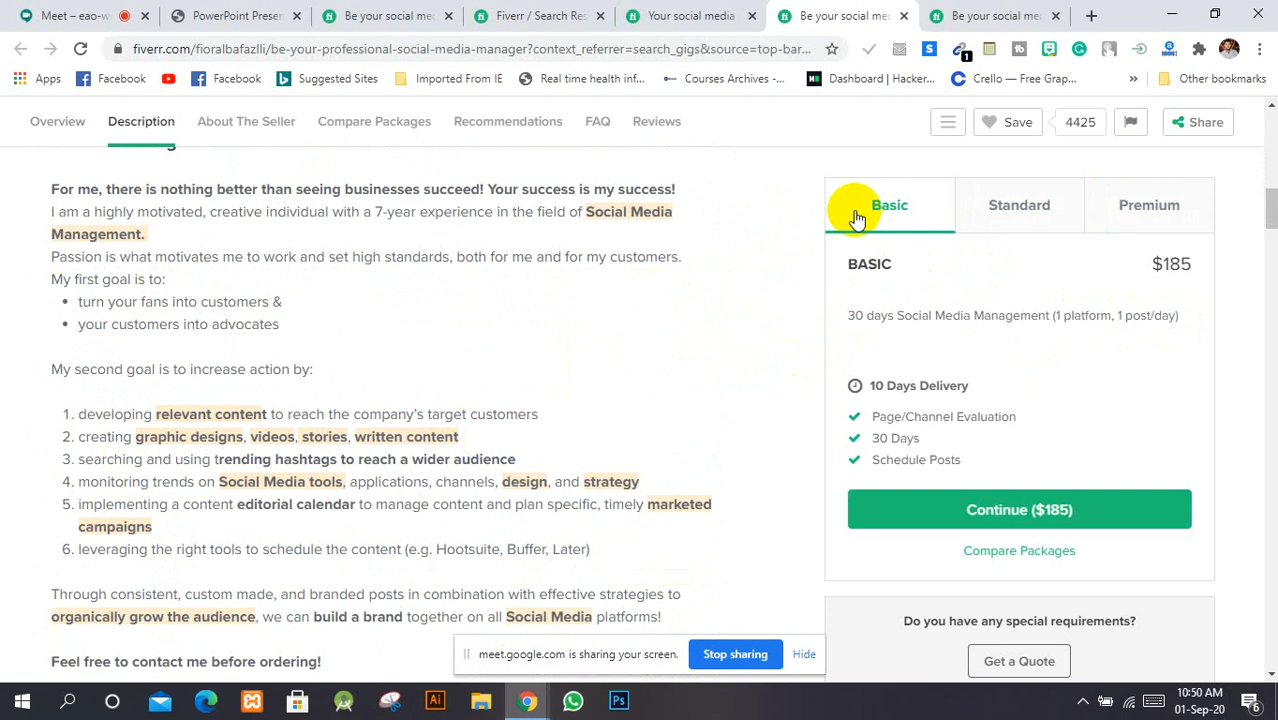 Meet – eao-w
PowerPoint Presen
Be your social me
Fiverr / Search Res
Your social media
Be your social me
Be your social me
fiverr.com/fioralbafazlli/be-your-professional-social-media-manager?context_referrer=search_gigs&source=top-bar...
1
Apps
Facebook
Facebook
Suggested Sites
Imported From IE
Real time health inf...
Courses Archives -...
Dashboard | Hacker...
Crello — Free Grap...
»
Other bookmarks
Overview
Description
About The Seller
Compare Packages
Recommendations
FAQ
Reviews
Save
4425
Share
For me, there is nothing better than seeing businesses succeed! Your success is my success!
I am a highly motivated, creative individual with a 7-year experience in the field of Social Media
Management.
Passion is what motivates me to work and set high standards, both for me and for my customers.
My first goal is to:
• turn your fans into customers &
• your customers into advocates
My second goal is to increase action by:
1. developing relevant content to reach the company's target customers
2. creating graphic designs, videos, stories, written content
3. searching and using trending hashtags to reach a wider audience
4. monitoring trends on Social Media tools, applications, channels, design, and strategy
5. implementing a content editorial calendar to manage content and plan specific, timely marketed
campaigns
6. leveraging the right tools to schedule the content (e.g. Hootsuite, Buffer, Later)
Through consistent, custom made, and branded posts in combination with effective strategies to
organically grow the audience, we can build a brand together on all Social Media platforms!
Feel free to contact me before ordering!
Basic
Standard
Premium
BASIC
$185
30 days Social Media Management (1 platform, 1 post/day)
10 Days Delivery
Page/Channel Evaluation
30 Days
Schedule Posts
Continue ($185)
Compare Packages
Do you have any special requirements?
Get a Quote
meet.google.com is sharing your screen.
Stop sharing
Hide
Ai
Ps
10:50 AM
01-Sep-20
6